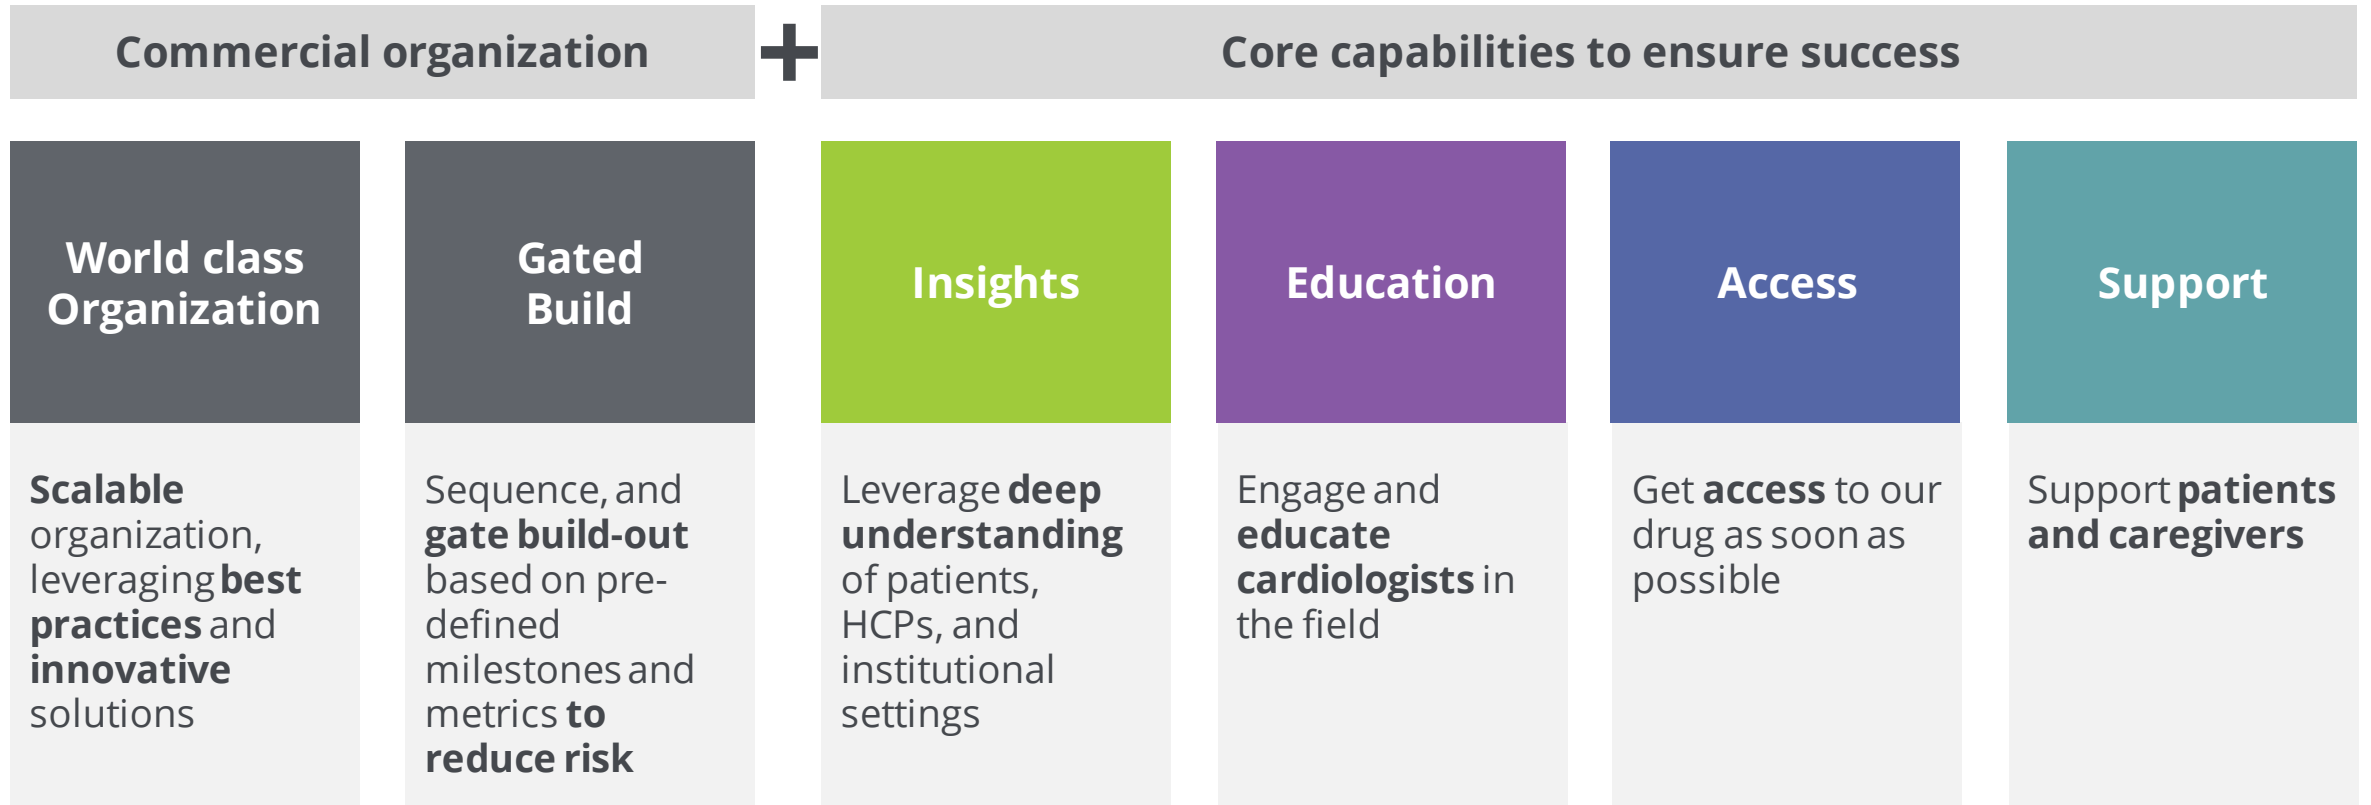 Commercial organization
+
Core capabilities to ensure success
World class
Organization
Scalable
organization,
leveraging best
practices and
innovative
solutions
Gated
Build
Sequence, and
gate build-out
based on pre-
defined
milestones and
metrics to
reduce risk
Insights
Leverage deep
understanding
of patients,
HCPs, and
institutional
settings
Education
Engage and
educate
cardiologists in
the field
Access
Get access to our
drug as soon as
possible
Support
Support patients
and caregivers